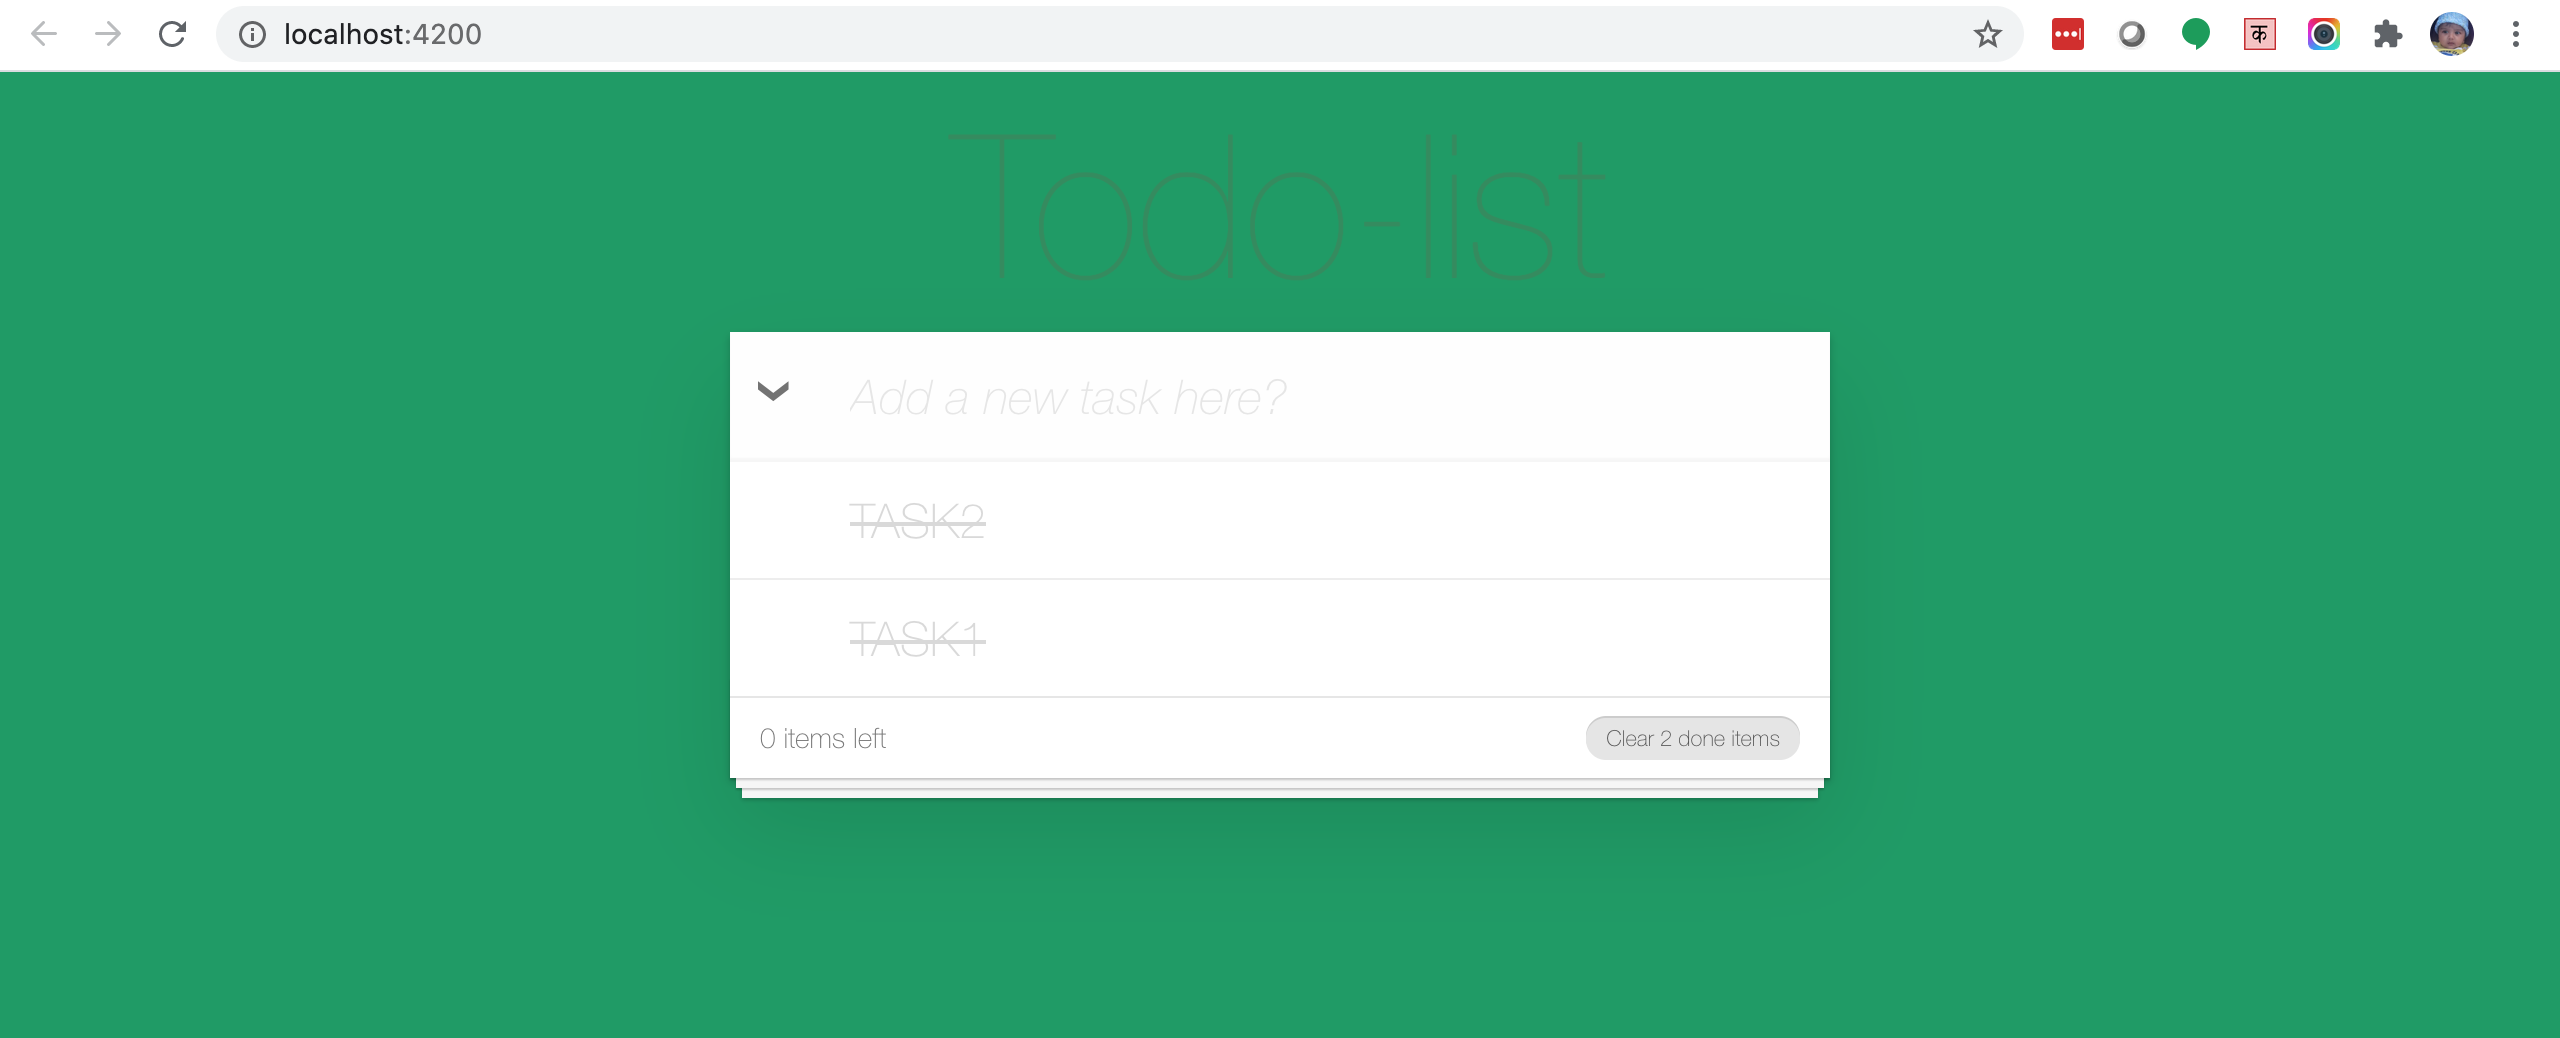 localhost:4200
क
Todo-list
Add a new task here?
TASK2
TASK1
0 items left
Clear 2 done items